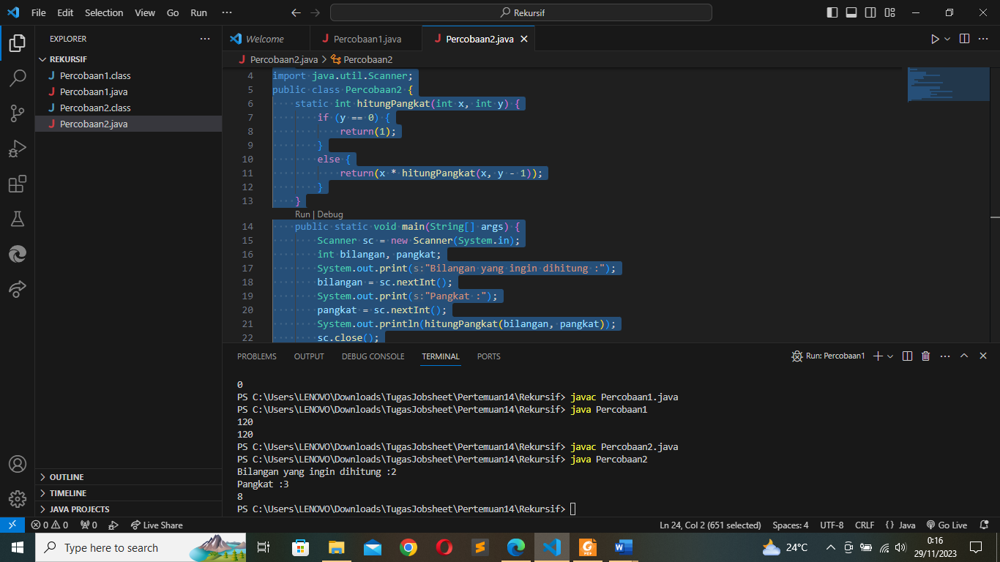 File Edit Selection View Go Run ··· Rekursif
EXPLORER ···
REKURSIF
J Percobaan1.class
J Percobaan1.java
J Percobaan2.class
J Percobaan2.java
OUTLINE
TIMELINE
JAVA PROJECTS
Welcome J Percobaan1.java J Percobaan2.java
J Percobaan2.java > Percobaan2
4 import java.util.Scanner;
5 public class Percobaan2 {
6 static int hitungPangkat(int x, int y) {
7 if (y == 0) {
8 return(1);
9 }
10 else {
11 return(x * hitungPangkat(x, y - 1));
12 }
13 }
Run | Debug
14 public static void main(String[] args) {
15 Scanner sc = new Scanner(System.in);
16 int bilangan, pangkat;
17 System.out.print(s:"Bilangan yang ingin dihitung :");
18 bilangan = sc.nextInt();
19 System.out.print(s:"Pangkat :");
20 pangkat = sc.nextInt();
21 System.out.println(hitungPangkat(bilangan, pangkat));
22 sc.close();
PROBLEMS OUTPUT DEBUG CONSOLE TERMINAL PORTS Run: Percobaan1
0
PS C:\Users\LENOVO\Downloads\TugasJobsheet\Pertemuan14\Rekursif> javac Percobaan1.java
PS C:\Users\LENOVO\Downloads\TugasJobsheet\Pertemuan14\Rekursif> java Percobaan1
120
120
PS C:\Users\LENOVO\Downloads\TugasJobsheet\Pertemuan14\Rekursif> javac Percobaan2.java
PS C:\Users\LENOVO\Downloads\TugasJobsheet\Pertemuan14\Rekursif> java Percobaan2
Bilangan yang ingin dihitung :2
Pangkat :3
8
PS C:\Users\LENOVO\Downloads\TugasJobsheet\Pertemuan14\Rekursif>
0 0 0 Live Share Ln 24, Col 2 (651 selected) Spaces: 4 UTF-8 CRLF {} Java Go Live
Type here to search 24°C 0:16
29/11/2023